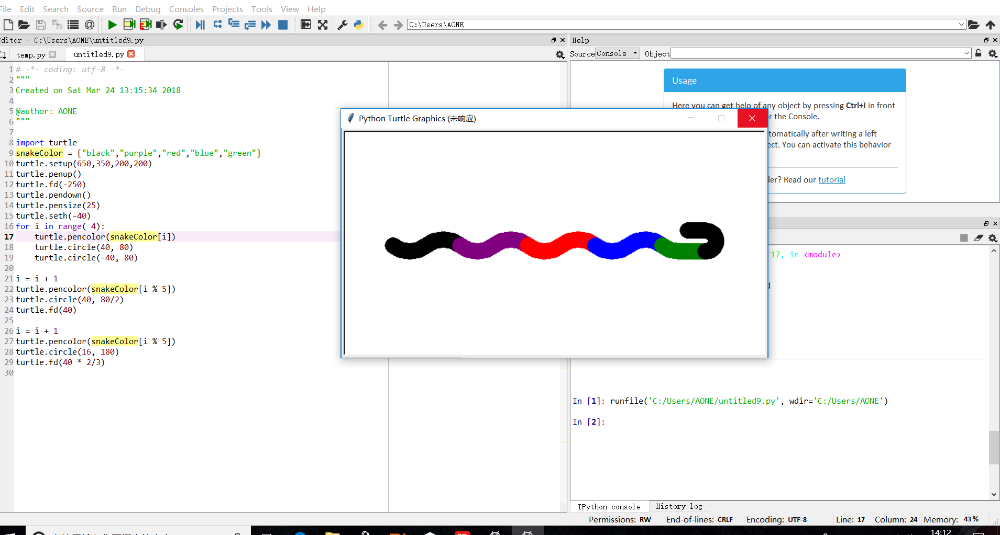 File Edit Search Source Run Debug Consoles Projects Tools View Help
C:\Users\AONE
Editor - C:\Users\AONE\untitled9.py
temp.py
untitled9.py
1 # -*- coding: utf-8 -*-
2 """
3 Created on Sat Mar 24 13:15:34 2018
4
5 @author: AONE
6 """
7
8 import turtle
9 snakeColor = ["black","purple","red","blue","green"]
10 turtle.setup(650,350,200,200)
11 turtle.penup()
12 turtle.fd(-250)
13 turtle.pendown()
14 turtle.pensize(25)
15 turtle.seth(-40)
16 for i in range( 4):
17     turtle.pencolor(snakeColor[i])
18     turtle.circle(40, 80)
19     turtle.circle(-40, 80)
20
21 i = i + 1
22 turtle.pencolor(snakeColor[i % 5])
23 turtle.circle(40, 80/2)
24 turtle.fd(40)
25
26 i = i + 1
27 turtle.pencolor(snakeColor[i % 5])
28 turtle.circle(16, 180)
29 turtle.fd(40 * 2/3)
30
Python Turtle Graphics (未响应)
Help
Source Console Object
Usage
Here you can get help of any object by pressing Ctrl+I in front
or the Console.
tomatically after writing a left
ect. You can activate this behavior
der? Read our tutorial
17, in <module>
In [1]: runfile('C:/Users/AONE/untitled9.py', wdir='C:/Users/AONE')
In [2]:
IPython console History log
Permissions: RW End-of-lines: CRLF Encoding: UTF-8 Line: 17 Column: 24 Memory: 43 %
14:12